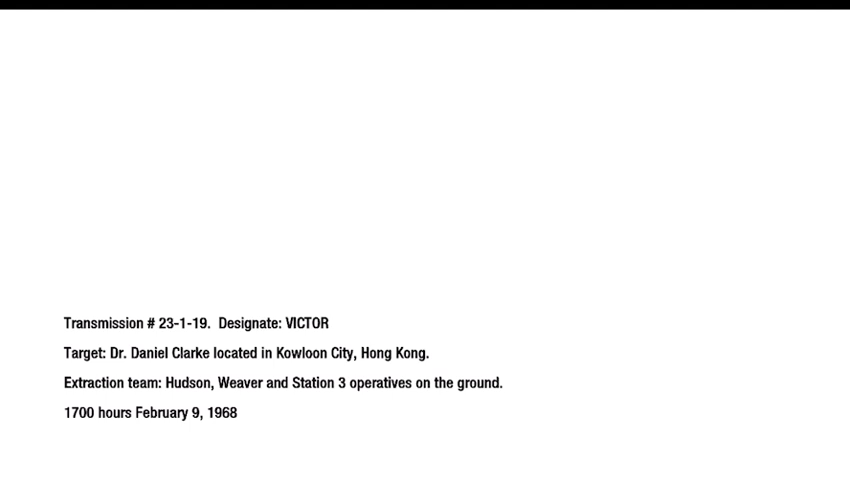 Transmission # 23-1-19.  Designate: VICTOR
Target: Dr. Daniel Clarke located in Kowloon City, Hong Kong.
Extraction team: Hudson, Weaver and Station 3 operatives on the ground.
1700 hours February 9, 1968